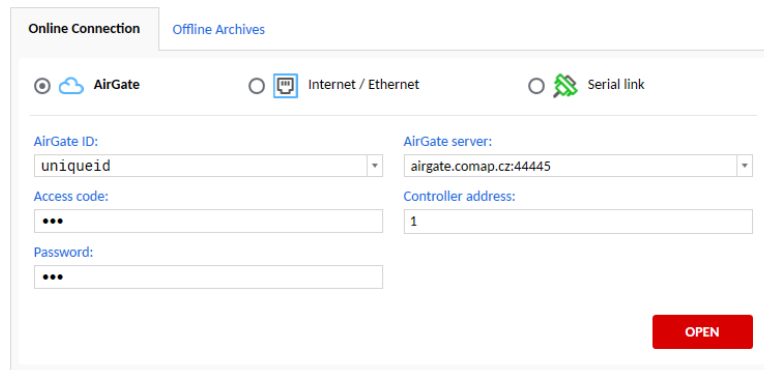 Online Connection Offline Archives
AirGate Internet / Ethernet Serial link
AirGate ID: AirGate server:
uniqueid airgate.comap.cz:44445
Access code: Controller address:
••• 1
Password:
•••
OPEN